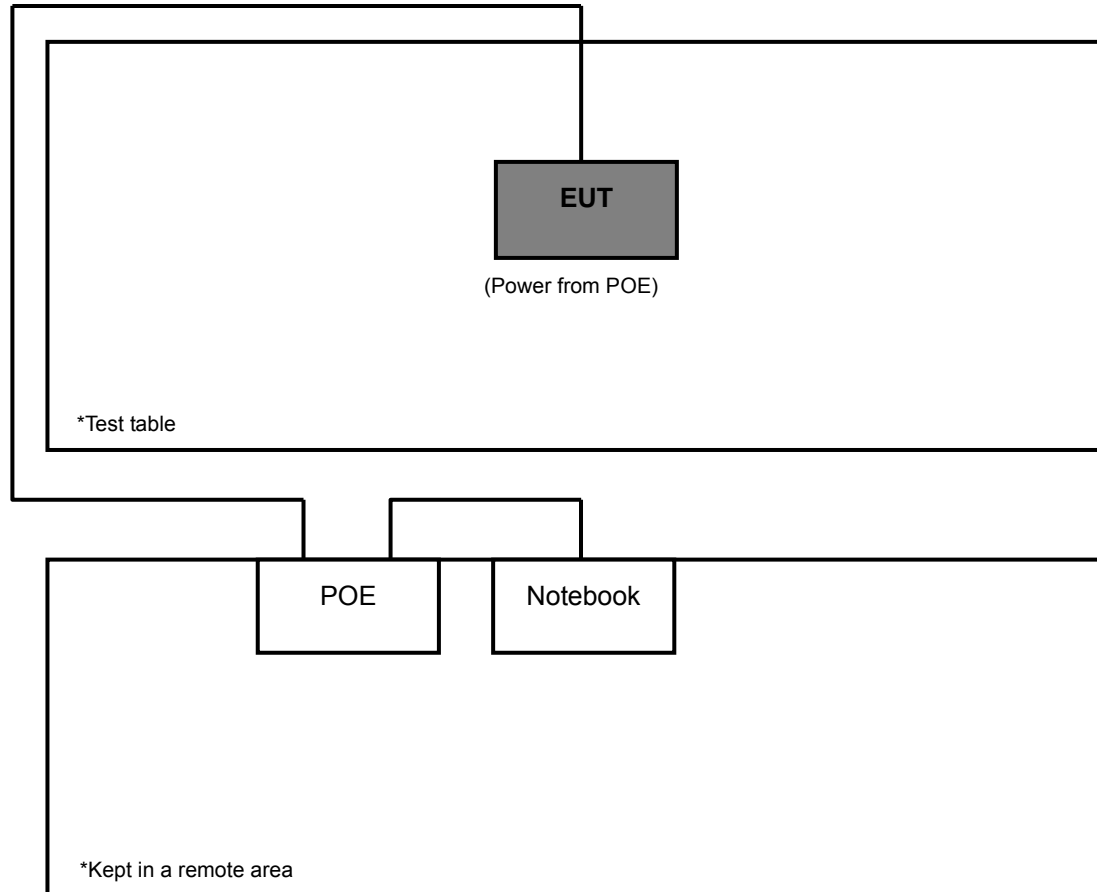 EUT
(Power from POE)
*Test table
POE
Notebook
*Kept in a remote area